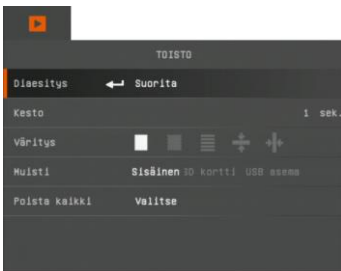 TOISTO
Diaesitys Suorita
Kesto 1 sek.
Väritys
Muisti Sisäinen SD kortti USB asema
Poista kaikki Valitse